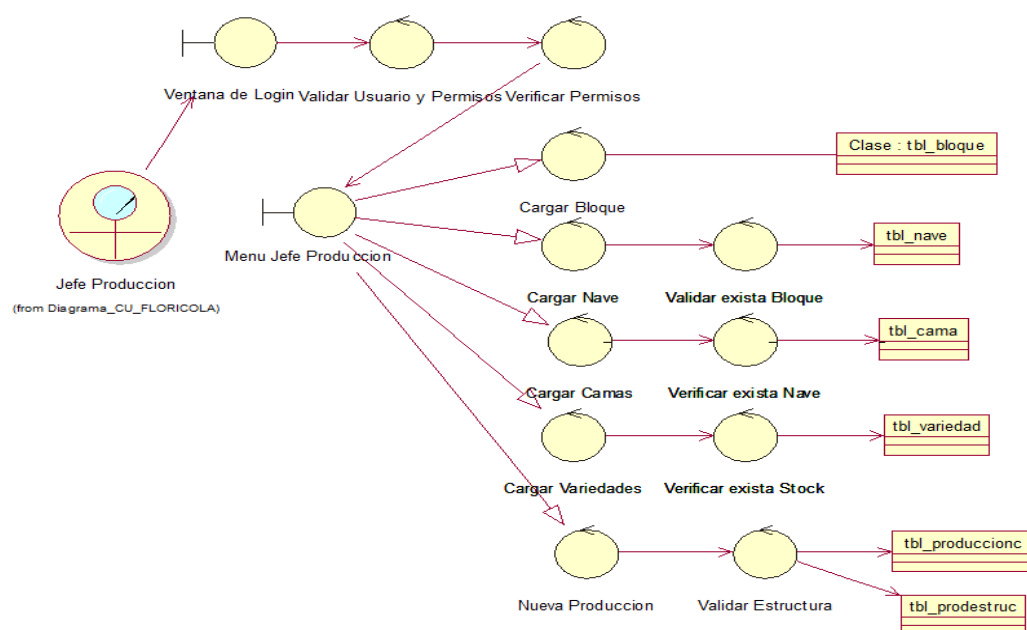 Ventana de Login
Validar Usuario y Permisos
Verificar Permisos
Jefe Produccion
(from Diagrama_CU_FLORICOLA)
Menu Jefe Produccion
Cargar Bloque
Clase : tbl_bloque
Cargar Nave
Validar exista Bloque
tbl_nave
Cargar Camas
Verificar exista Nave
tbl_cama
Cargar Variedades
Verificar exista Stock
tbl_variedad
Nueva Produccion
Validar Estructura
tbl_produccionc
tbl_prodestruc